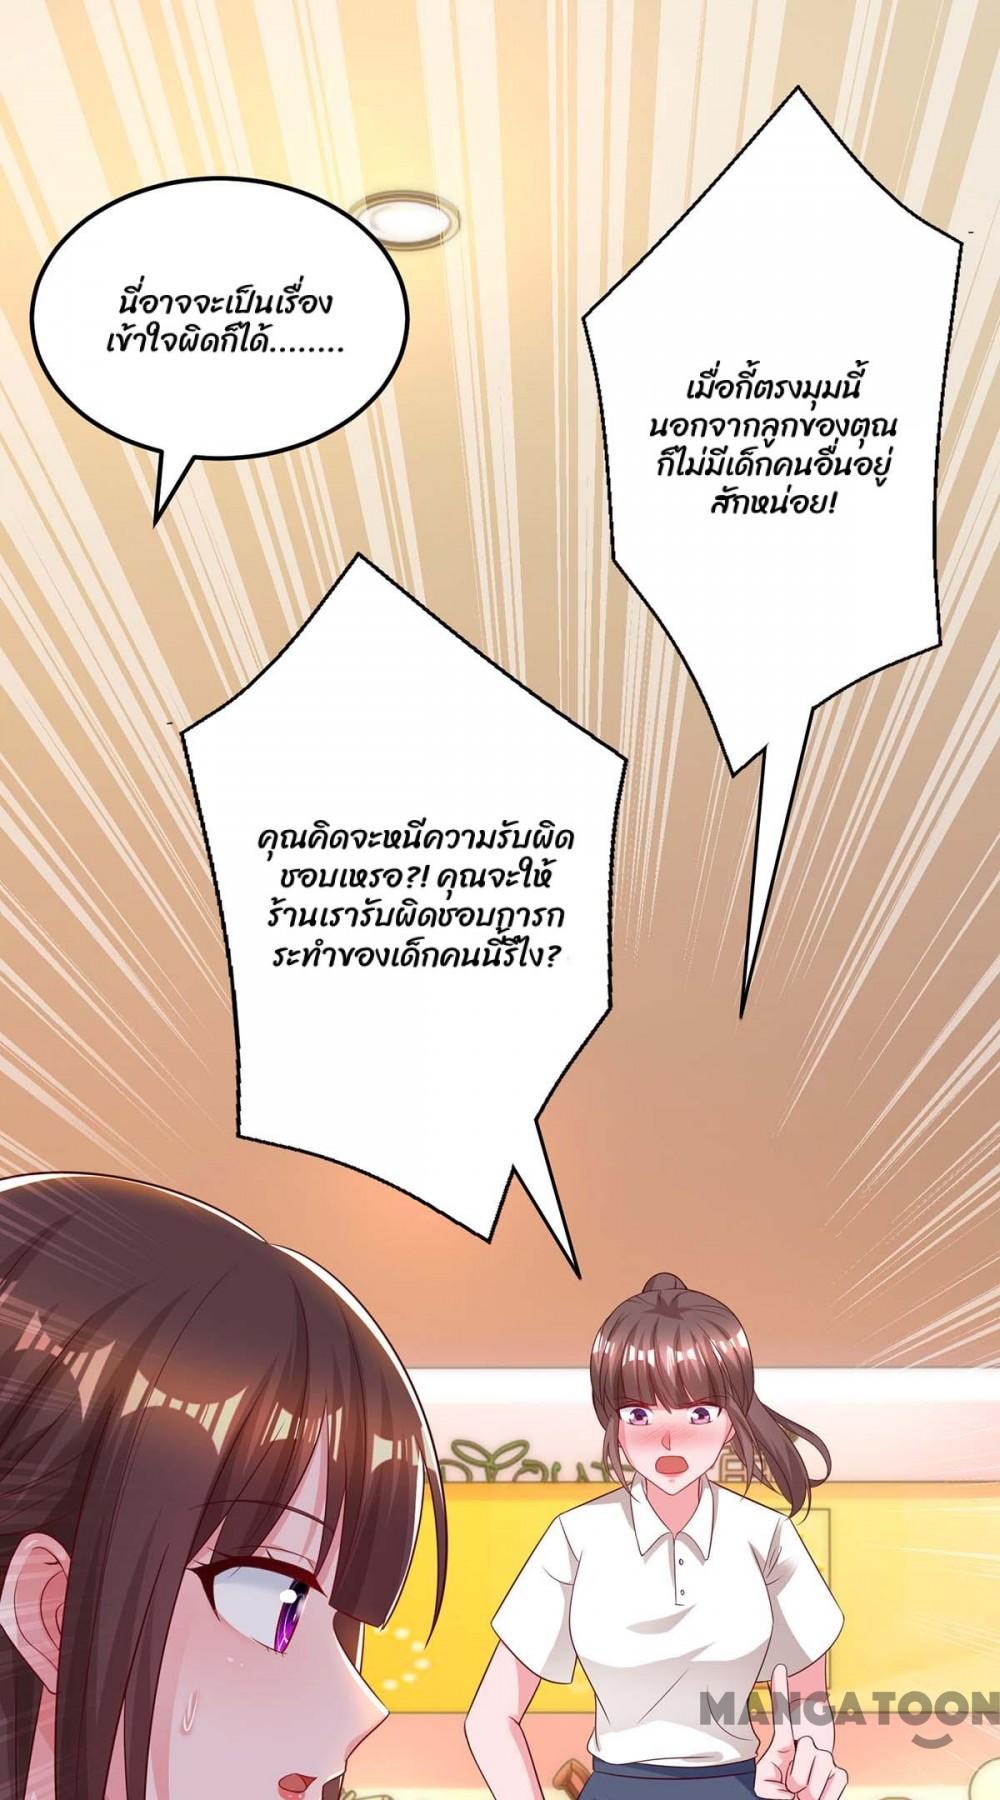 นี่อาจจะเป็นเรื่อง
เข้าใจผิดก็ได้........
เมื่อกี้ตรงมุมนี้
นอกจากลูกของคุณ
ก็ไม่มีเด็กคนอื่นอยู่
สักหน่อย!
คุณคิดจะหนีความรับผิด
ชอบเหรอ?! คุณจะให้
ร้านเรารับผิดชอบการก
ระทำของเด็กคนนี้รึไง?
MANGATOON